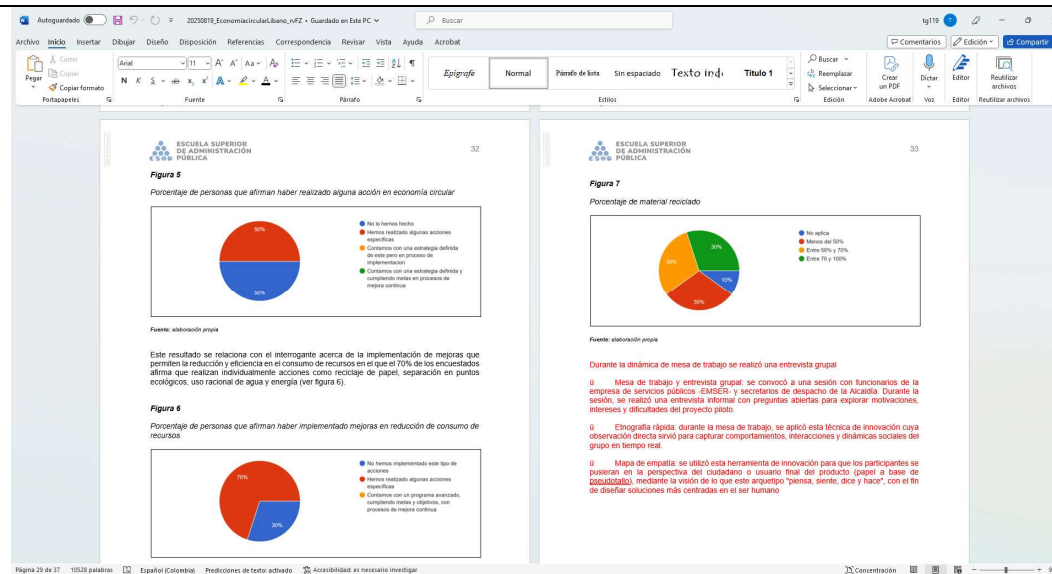 Autoguardado
20250819_EconomiacircularLibano_rvFZ • Guardado en Este PC
Buscar
tg119
Archivo Inicio Insertar Dibujar Diseño Disposición Referencias Correspondencia Revisar Vista Ayuda Acrobat
Comentarios Edición Compartir
Pegar
Cortar
Copiar
Copiar formato
Portapapeles
Arial 11
Fuente
Párrafo
Epígrafe Normal Párrafo de lista Sin espaciado Título 1
Estilos
Buscar
Reemplazar
Seleccionar
Edición
Crear un PDF
Adobe Acrobat
Dictar
Voz
Editor
Editor
Reutilizar archivos
Reutilizar archivos
ESCUELA SUPERIOR
DE ADMINISTRACIÓN
PÚBLICA
32
Figura 5
Porcentaje de personas que afirman haber realizado alguna acción en economía circular
50%
50%
No lo hemos hecho
Hemos realizado algunas acciones
especificas
Contamos con una estrategia definida
de este pero en proceso de
implementacion
Contamos con una estrategia definida y
cumpliendo metas en procesos de
mejora continua
Fuente: elaboración propia
Este resultado se relaciona con el interrogante acerca de la implementación de mejoras que
permiten la reducción y eficiencia en el consumo de recursos en el que el 70% de los encuestados
afirma que realizan individualmente acciones como reciclaje de papel, separación en puntos
ecológicos, uso racional de agua y energía (ver figura 6).
Figura 6
Porcentaje de personas que afirman haber implementado mejoras en reducción de consumo de
recursos
70%
30%
No hemos implementado este tipo de
acciones
Hemos realizado algunas acciones
especificas
Contamos con un programa avanzado,
cumpliendo metas y objetivos, con
procesos de mejora continua
ESCUELA SUPERIOR
DE ADMINISTRACIÓN
PÚBLICA
33
Figura 7
Porcentaje de material reciclado
30%
30%
10%
30%
No aplica
Menos del 50%
Entre 50% y 70%
Entre 70 y 100%
Fuente: elaboración propia
Durante la dinámica de mesa de trabajo se realizó una entrevista grupal
ü Mesa de trabajo y entrevista grupal: se convocó a una sesión con funcionarios de la
empresa de servicios públicos -EMSER- y secretarios de despacho de la Alcaldía. Durante la
sesión, se realizó una entrevista informal con preguntas abiertas para explorar motivaciones,
intereses y dificultades del proyecto piloto.
ü Etnografía rápida: durante la mesa de trabajo, se aplicó esta técnica de innovación cuya
observación directa sirvió para capturar comportamientos, interacciones y dinámicas sociales del
grupo en tiempo real.
ü Mapa de empatía: se utilizó esta herramienta de innovación para que los participantes se
pusieran en la perspectiva del ciudadano o usuario final del producto (papel a base de
pseudotallo), mediante la visión de lo que este arquetipo "piensa, siente, dice y hace", con el fin
de diseñar soluciones más centradas en el ser humano
Página 29 de 37 10528 palabras Español (Colombia) Predicciones de texto: activado Accesibilidad: es necesario investigar
Concentración